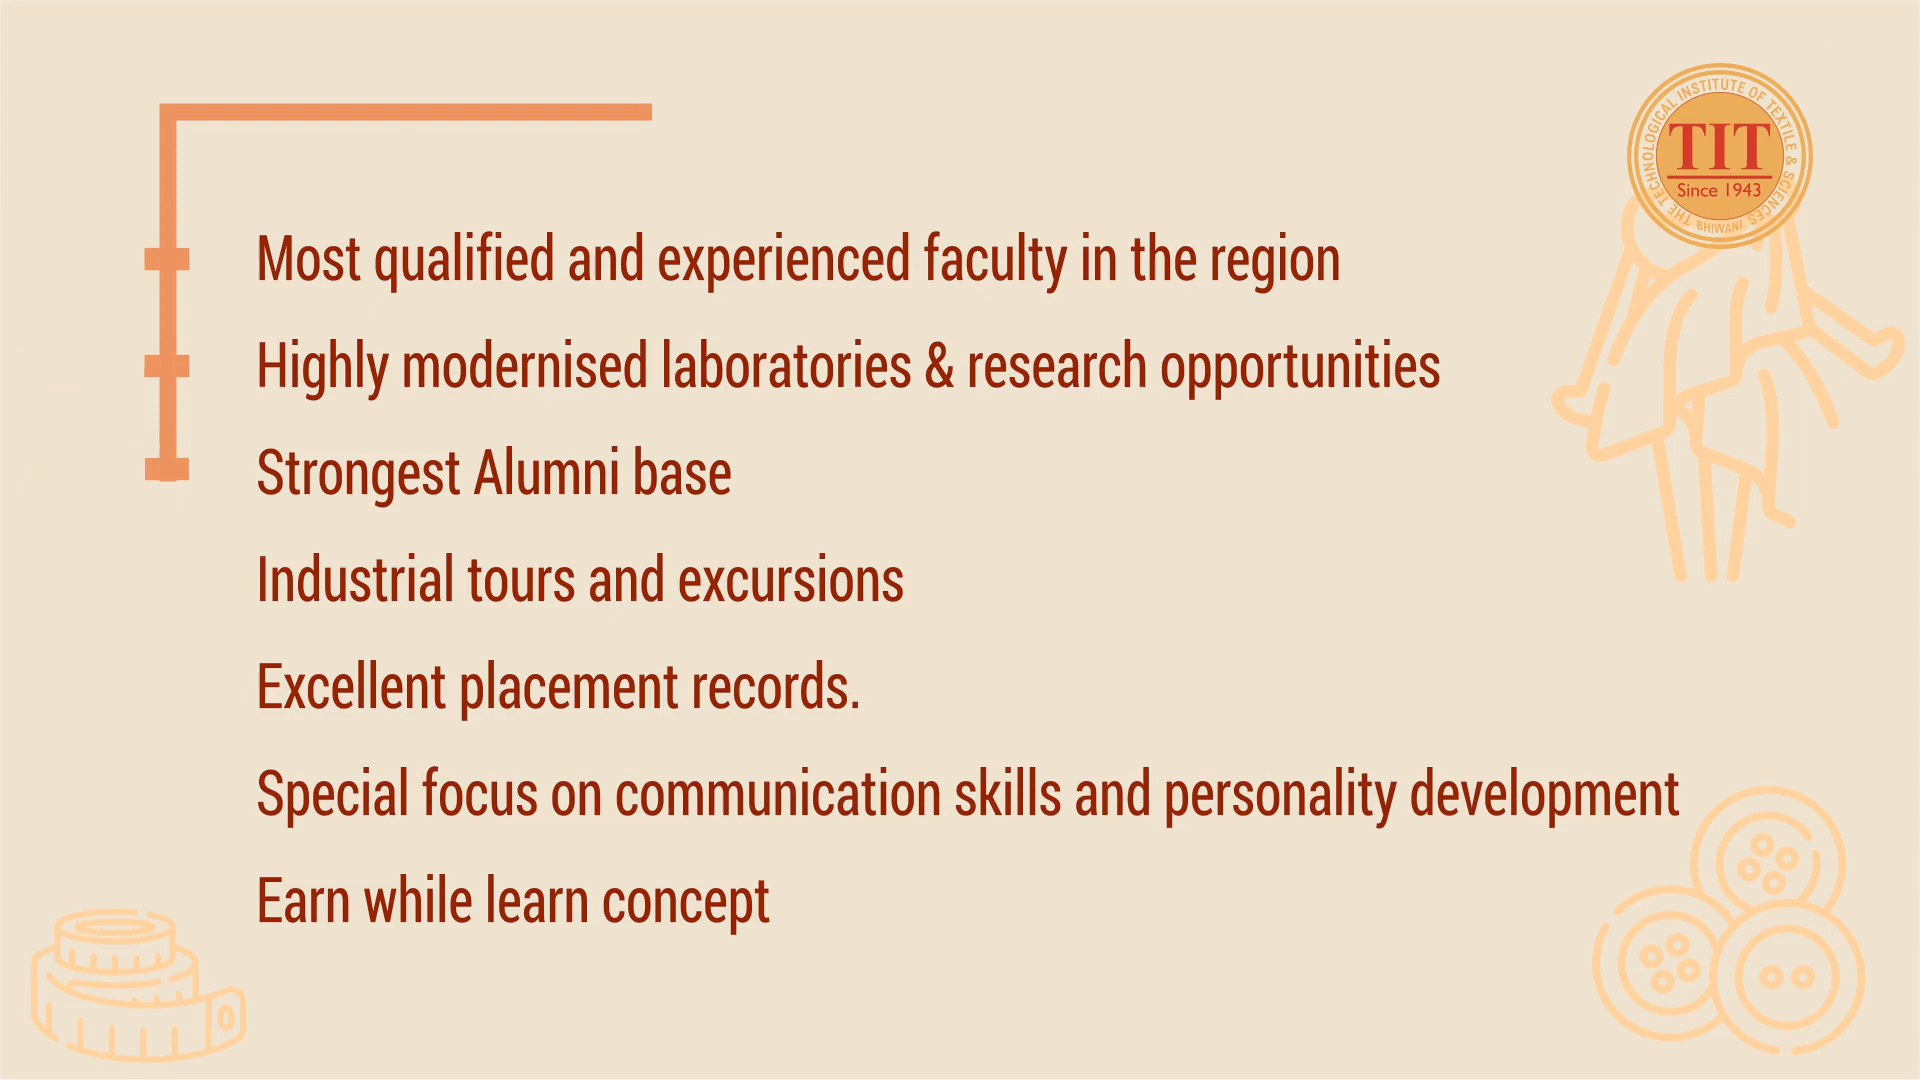 THE TECHNOLOGICAL INSTITUTE OF TEXTILE & SCIENCES
BHIWANI
TIT
Since 1943
Most qualified and experienced faculty in the region
Highly modernised laboratories & research opportunities
Strongest Alumni base
Industrial tours and excursions
Excellent placement records.
Special focus on communication skills and personality development
Earn while learn concept